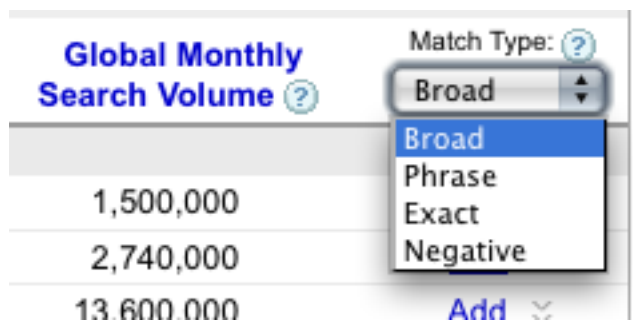 Global Monthly
Search Volume ?
Match Type: ?
Broad
Broad
Phrase
Exact
Negative
1,500,000
2,740,000
13,600,000
Add